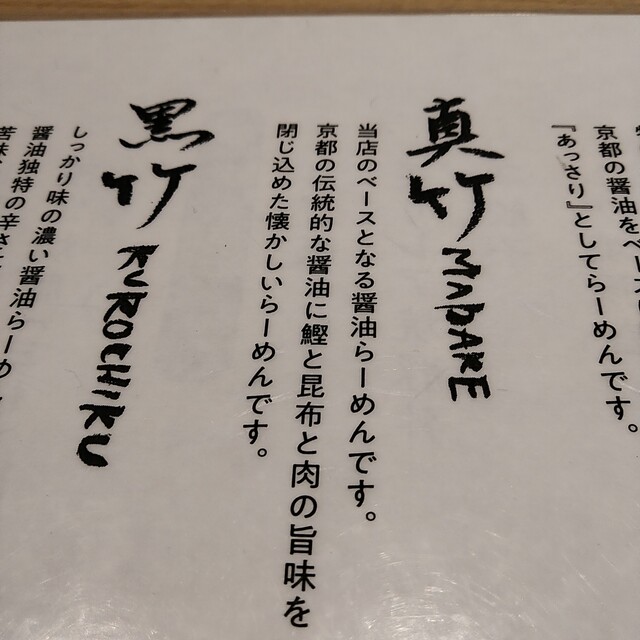 京都の醤油をベース
『あっさり』としてらーめんです。
真竹 MADAKE
当店のベースとなる醤油らーめんです。
京都の伝統的な醤油に鰹と昆布と肉の旨味を
閉じ込めた懐かしいらーめんです。
黒竹 KUROCHIKU
しっかり味の濃い醤油らーめん
醤油独特の辛さ
苦味